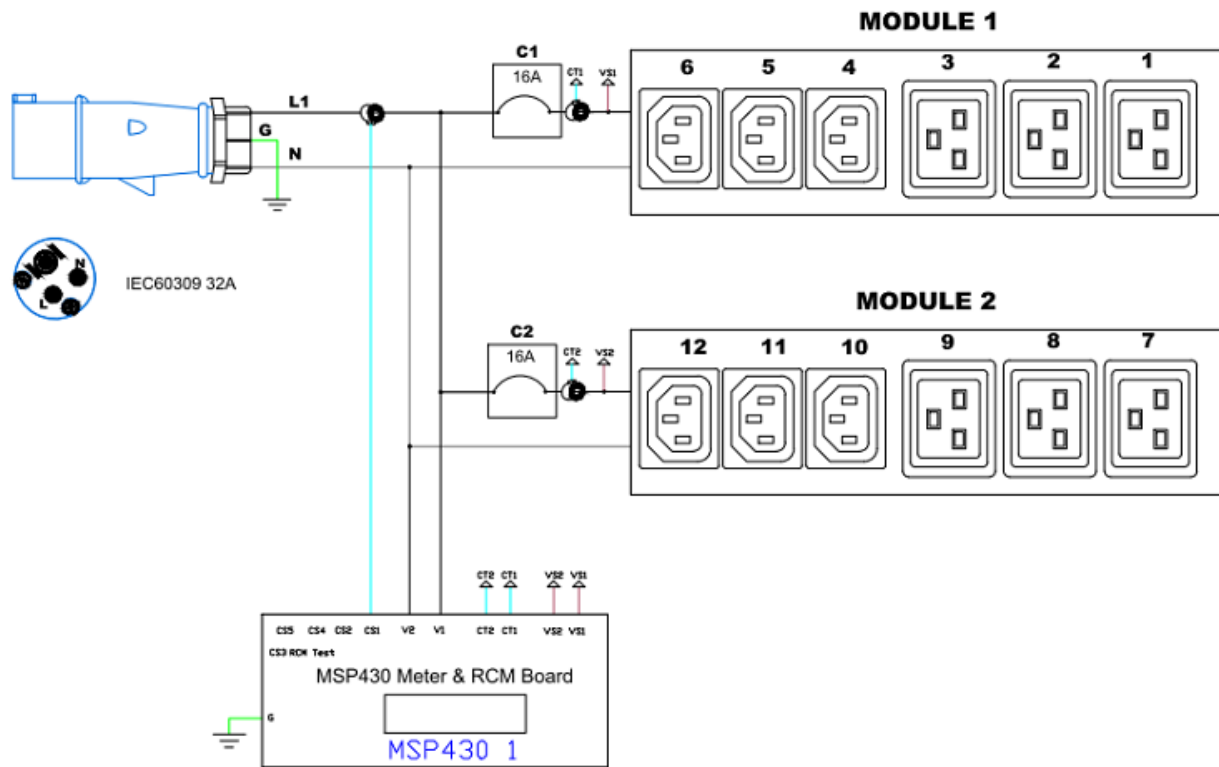 MODULE 1
C1
16A
CT1
VS1
6 5 4 3 2 1
L1
G
N
IEC60309 32A
N
L
MODULE 2
C2
16A
CT2
VS2
12 11 10 9 8 7
CT2 CT1 VS2 VS1
CS5 CS4 CS2 CS1 V2 V1 CT2 CT1 VS2 VS1
CS3 RCM Test
MSP430 Meter & RCM Board
G
MSP430 1